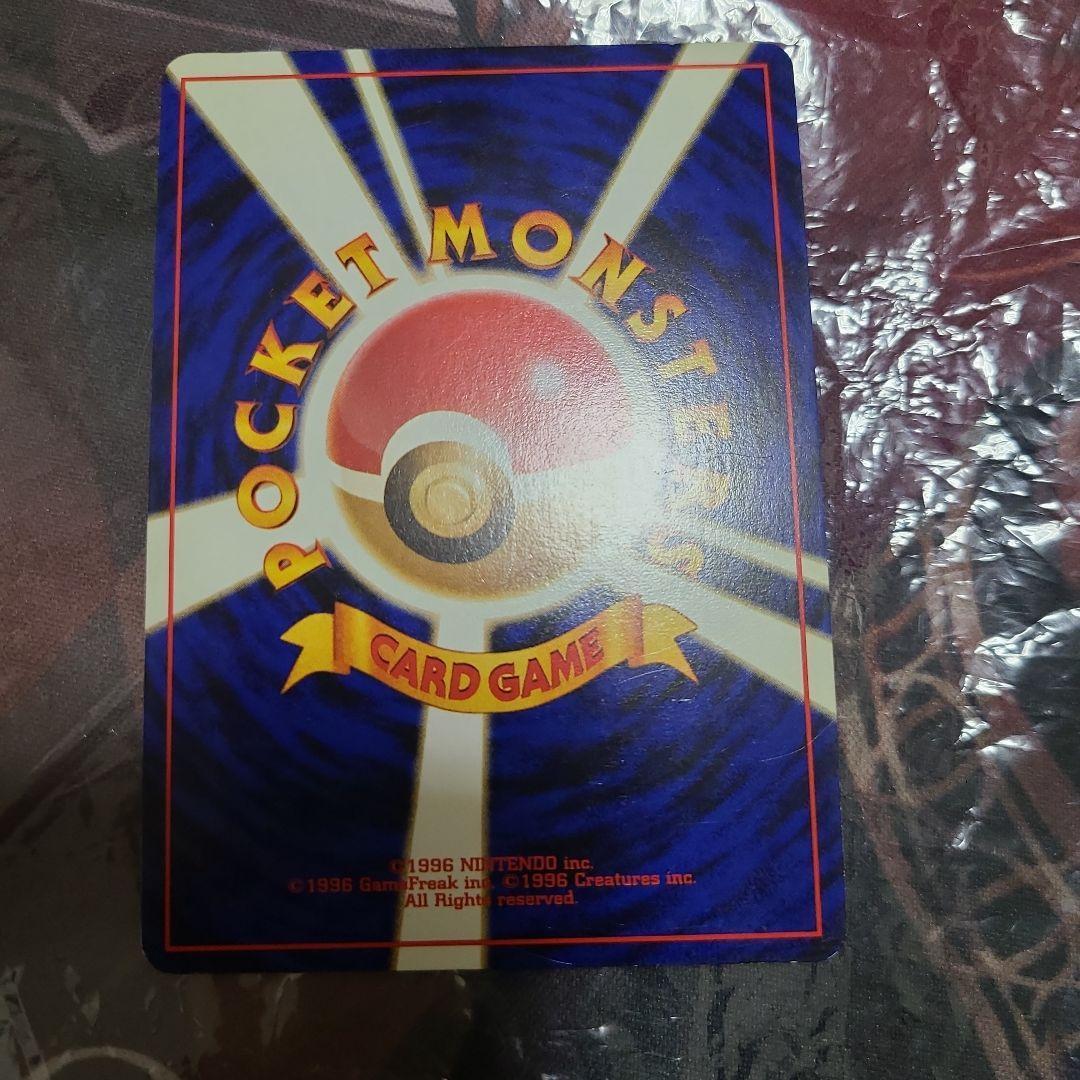 POCKET MONSTERS
CARD GAME
©1996 NINTENDO inc.
©1996 GameFreak inc. ©1996 Creatures inc.
All Rights reserved.